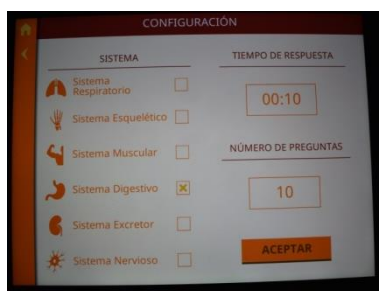 CONFIGURACIÓN
SISTEMA
Sistema
Respiratorio
Sistema Esquelético
Sistema Muscular
Sistema Digestivo
Sistema Excretor
Sistema Nervioso
TIEMPO DE RESPUESTA
00:10
NÚMERO DE PREGUNTAS
10
ACEPTAR